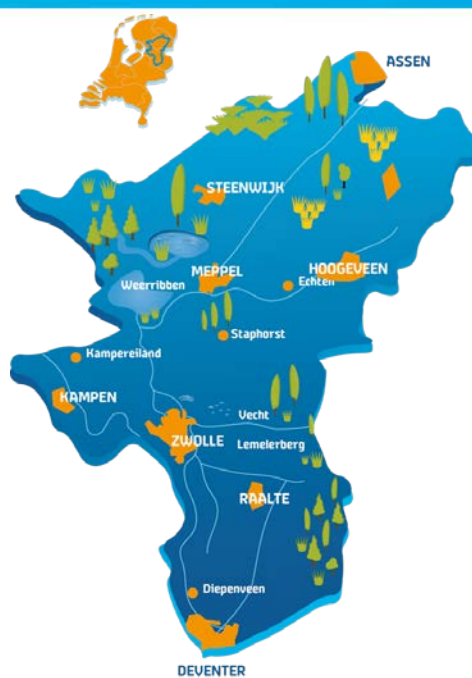 ASSEN
STEENWIJK
MEPPEL
HOOGEVEEN
Echten
Weerribben
Staphorst
Kampereiland
KAMPEN
Vecht
ZWOLLE
Lemelerberg
RAALTE
Diepenveen
DEVENTER